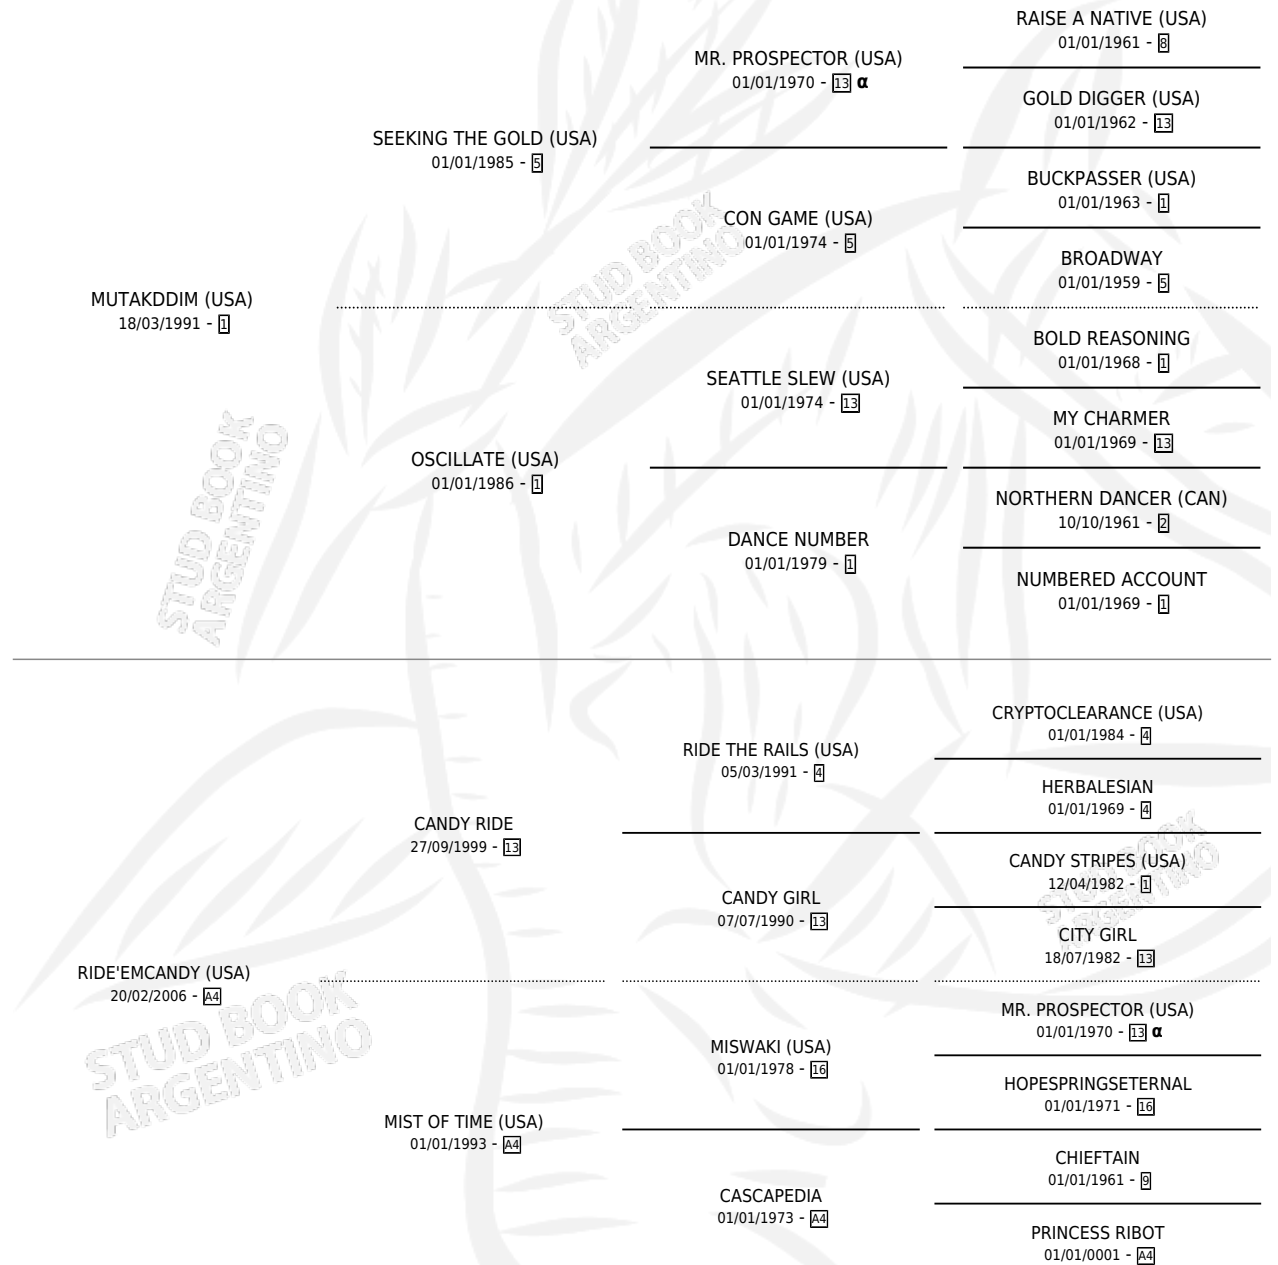 RAISE A NATIVE (USA)
01/01/1961 - 8
MR. PROSPECTOR (USA)
01/01/1970 - 13 α
GOLD DIGGER (USA)
01/01/1962 - 13
SEEKING THE GOLD (USA)
01/01/1985 - 5
BUCKPASSER (USA)
01/01/1963 - 1
CON GAME (USA)
01/01/1974 - 5
BROADWAY
01/01/1959 - 5
MUTAKDDIM (USA)
18/03/1991 - 1
BOLD REASONING
01/01/1968 - 1
SEATTLE SLEW (USA)
01/01/1974 - 13
MY CHARMER
01/01/1969 - 13
OSCILLATE (USA)
01/01/1986 - 1
NORTHERN DANCER (CAN)
10/10/1961 - 2
DANCE NUMBER
01/01/1979 - 1
NUMBERED ACCOUNT
01/01/1969 - 1
CRYPTOCLEARANCE (USA)
01/01/1984 - 4
RIDE THE RAILS (USA)
05/03/1991 - 4
HERBALESIAN
01/01/1969 - 4
CANDY RIDE
27/09/1999 - 13
CANDY STRIPES (USA)
12/04/1982 - 1
CANDY GIRL
07/07/1990 - 13
CITY GIRL
18/07/1982 - 13
RIDE'EMCANDY (USA)
20/02/2006 - A4
MR. PROSPECTOR (USA)
01/01/1970 - 13 α
MISWAKI (USA)
01/01/1978 - 16
HOPESPRINGSETERNAL
01/01/1971 - 16
MIST OF TIME (USA)
01/01/1993 - A4
CHIEFTAIN
01/01/1961 - 9
CASCAPEDIA
01/01/1973 - A4
PRINCESS RIBOT
01/01/0001 - A4
STUD BOOK
ARGENTINO
STUD BOOK
ARGENTINO
STUD BOOK
ARGENTINO
STUD BOOK
ARGENTINO